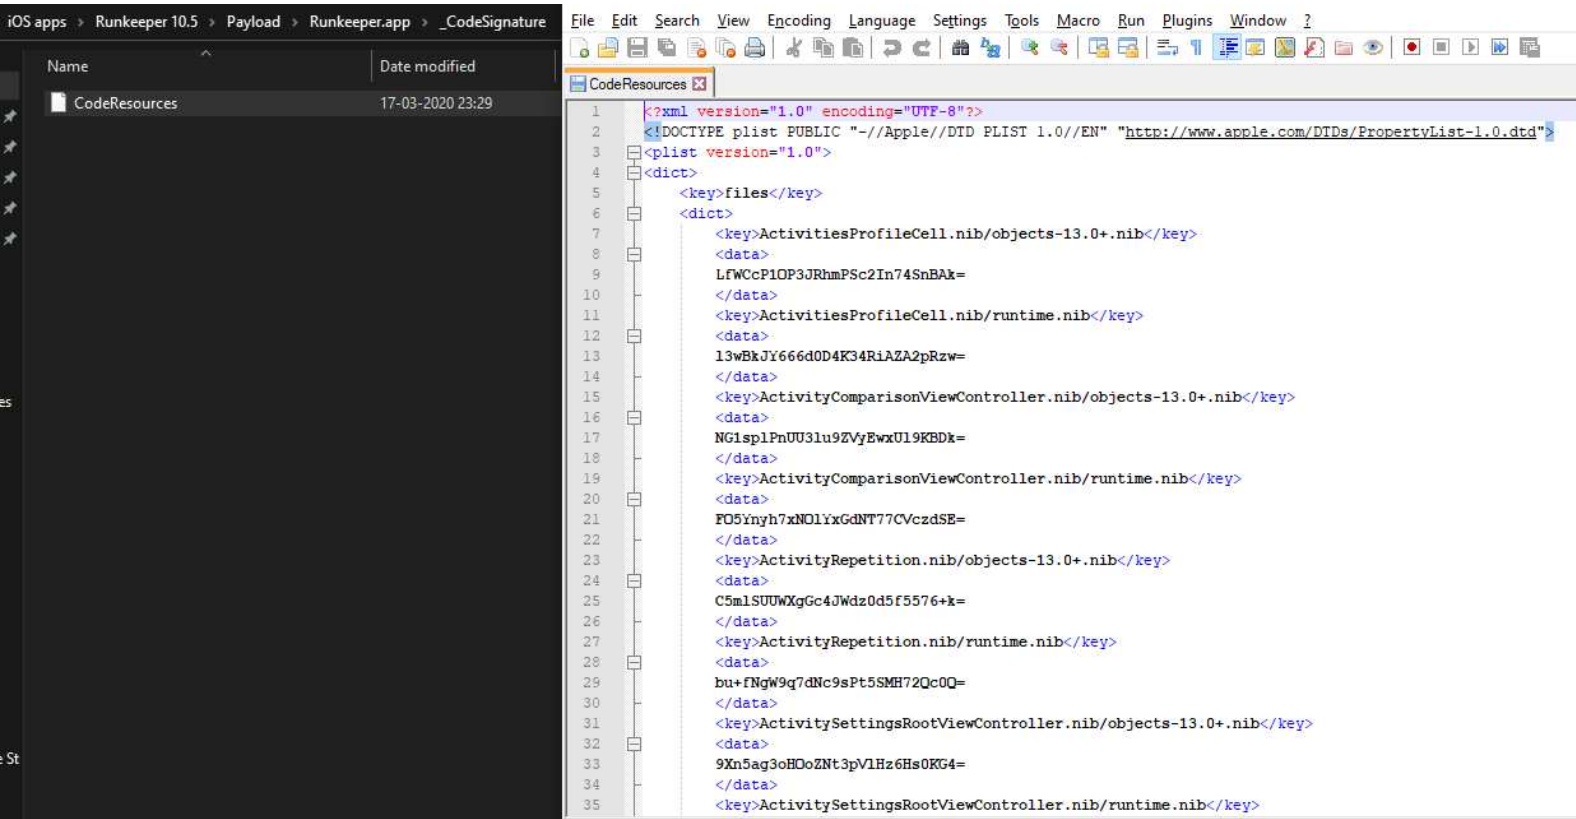 iOS apps › Runkeeper 10.5 › Payload › Runkeeper.app › _CodeSignature
Name Date modified
CodeResources 17-03-2020 23:29
es
e St
File Edit Search View Encoding Language Settings Tools Macro Run Plugins Window ?
CodeResources
1 <?xml version="1.0" encoding="UTF-8"?>
2 <!DOCTYPE plist PUBLIC "-//Apple//DTD PLIST 1.0//EN" "http://www.apple.com/DTDs/PropertyList-1.0.dtd">
3 <plist version="1.0">
4 <dict>
5 <key>files</key>
6 <dict>
7 <key>ActivitiesProfileCell.nib/objects-13.0+.nib</key>
8 <data>
9 LfWCcP1OP3JRhmPSc2In74SnBAk=
10 </data>
11 <key>ActivitiesProfileCell.nib/runtime.nib</key>
12 <data>
13 l3wBkJY666d0D4K34RiAZA2pRzw=
14 </data>
15 <key>ActivityComparisonViewController.nib/objects-13.0+.nib</key>
16 <data>
17 NG1splPnUU3lu9ZVyEwxUl9KBDk=
18 </data>
19 <key>ActivityComparisonViewController.nib/runtime.nib</key>
20 <data>
21 FO5Ynyh7xNOlYxGdNT77CVczdSE=
22 </data>
23 <key>ActivityRepetition.nib/objects-13.0+.nib</key>
24 <data>
25 C5mlSUUWXgGc4JWdz0d5f5576+k=
26 </data>
27 <key>ActivityRepetition.nib/runtime.nib</key>
28 <data>
29 bu+fNgW9q7dNc9sPt5SMH72Qc0Q=
30 </data>
31 <key>ActivitySettingsRootViewController.nib/objects-13.0+.nib</key>
32 <data>
33 9Xn5ag3oHOoZNt3pVlHz6Hs0KG4=
34 </data>
35 <key>ActivitySettingsRootViewController.nib/runtime.nib</key>